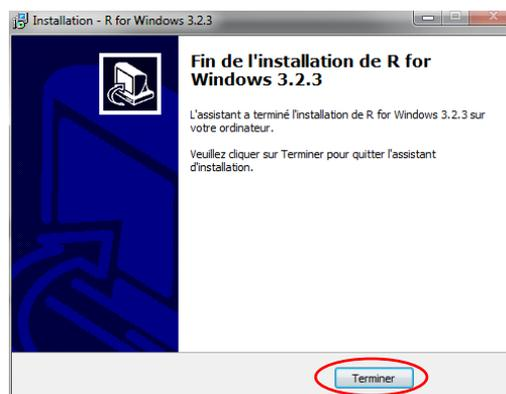 Installation - R for Windows 3.2.3
Fin de l'installation de R for
Windows 3.2.3
L'assistant a terminé l'installation de R for Windows 3.2.3 sur
votre ordinateur.
Veuillez cliquer sur Terminer pour quitter l'assistant
d'installation.
Terminer